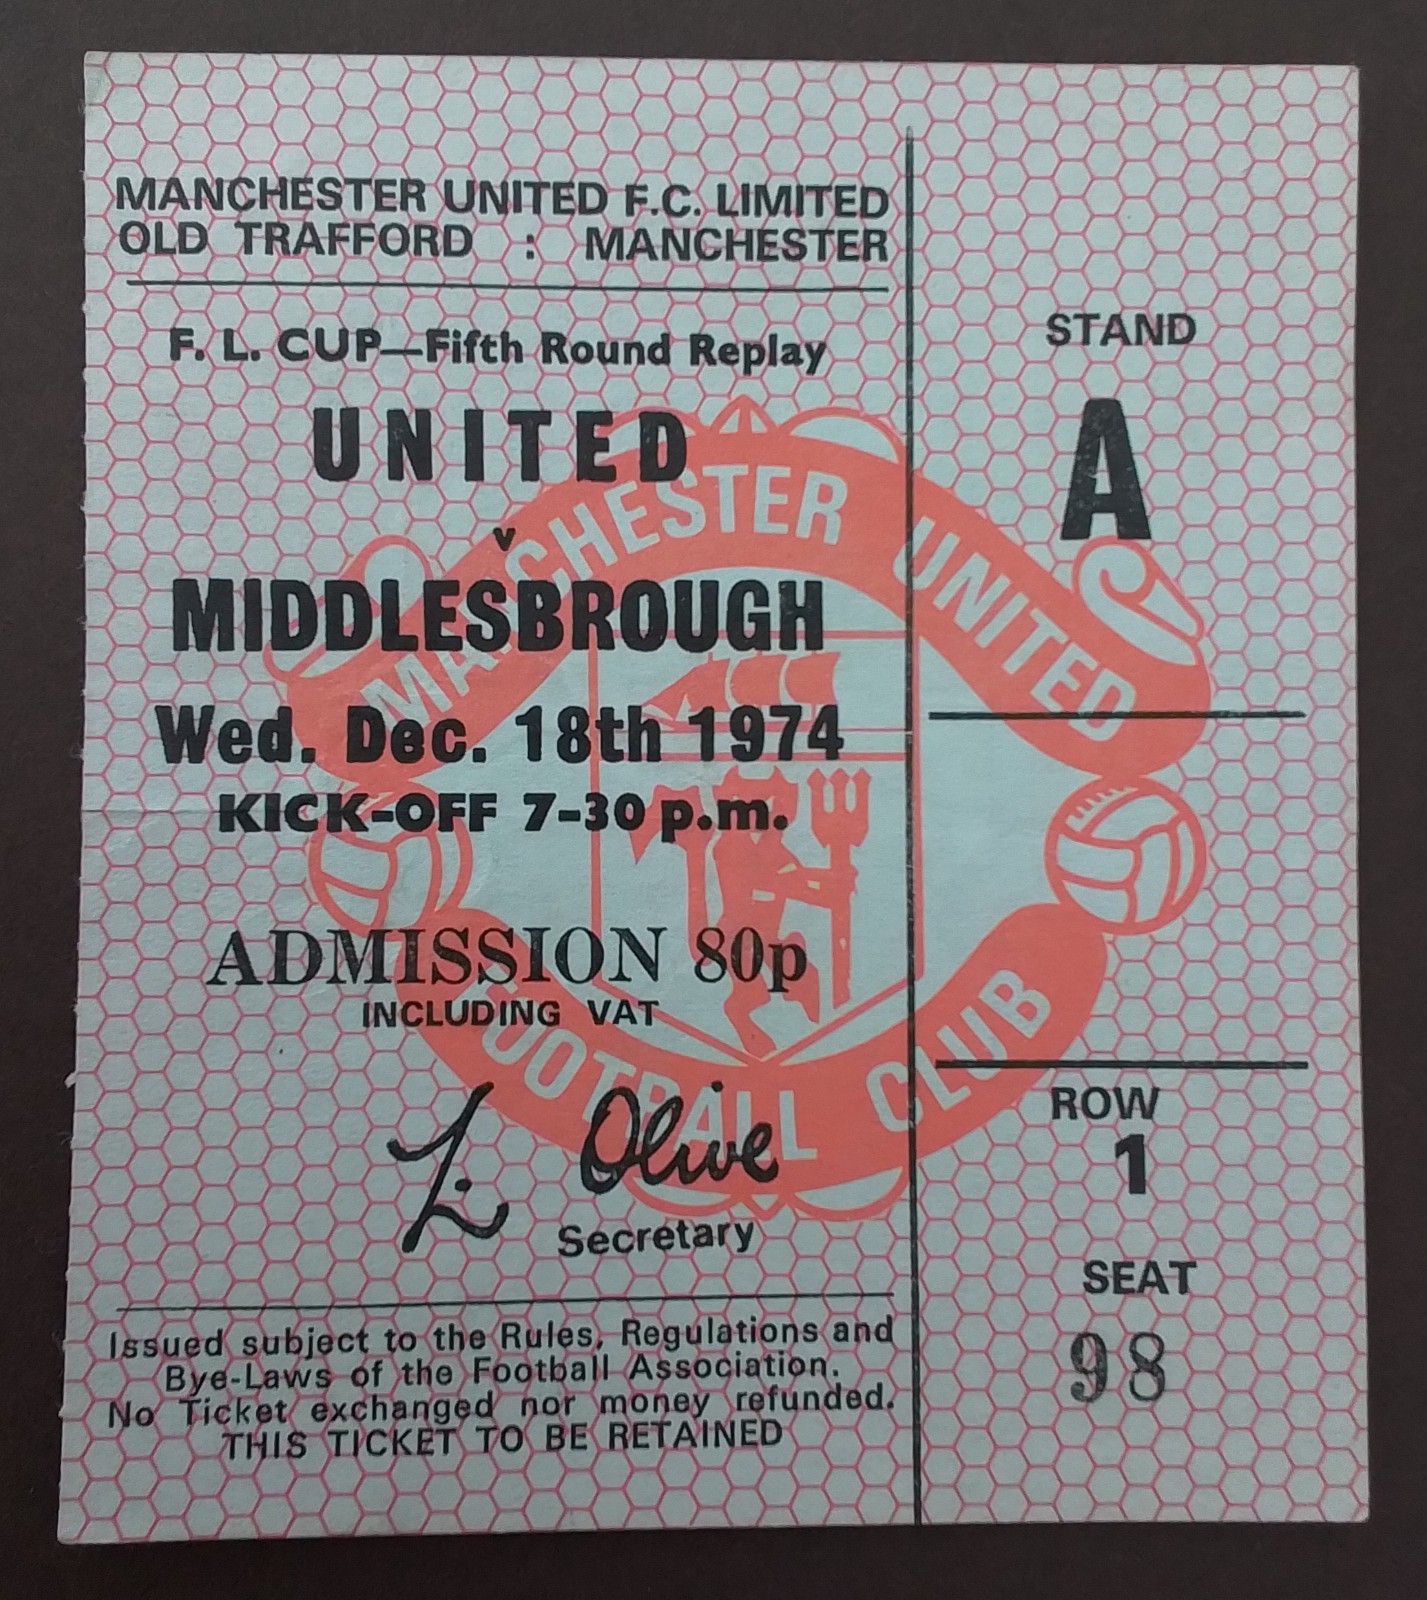 MANCHESTER UNITED F.C. LIMITED
OLD TRAFFORD : MANCHESTER
F. L. CUP—Fifth Round Replay
UNITED
v
MIDDLESBROUGH
Wed. Dec. 18th 1974
KICK-OFF 7-30 p.m.
ADMISSION 80p
INCLUDING VAT
L. Olive
Secretary
Issued subject to the Rules, Regulations and
Bye-Laws of the Football Association.
No Ticket exchanged nor money refunded.
THIS TICKET TO BE RETAINED
STAND
A
ROW
1
SEAT
98
MANCHESTER UNITED
FOOTBALL CLUB